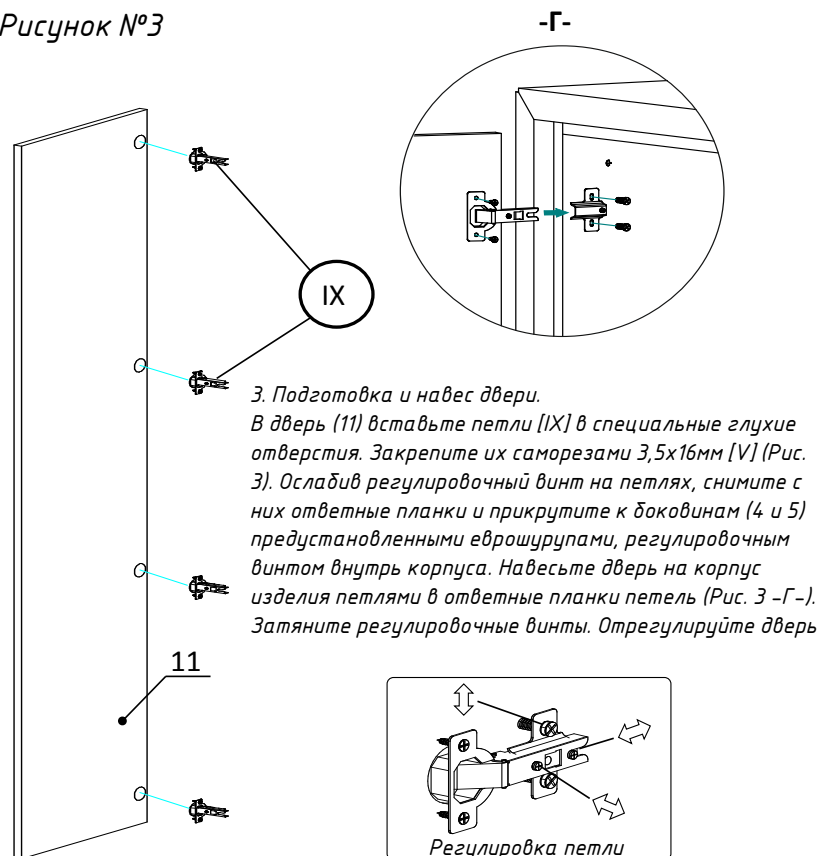 Рисунок №3
-Г-
IX
3. Подготовка и навес двери.
В дверь (11) вставьте петли [IX] в специальные глухие
отверстия. Закрепите их саморезами 3,5х16мм [V] (Рис.
3). Ослабив регулировочный винт на петлях, снимите с
них ответные планки и прикрутите к боковинам (4 и 5)
предустановленными еврошурупами, регулировочным
винтом внутрь корпуса. Навесьте дверь на корпус
изделия петлями в ответные планки петель (Рис. 3 -Г-).
Затяните регулировочные винты. Отрегулируйте дверь
11
Регулировка петли